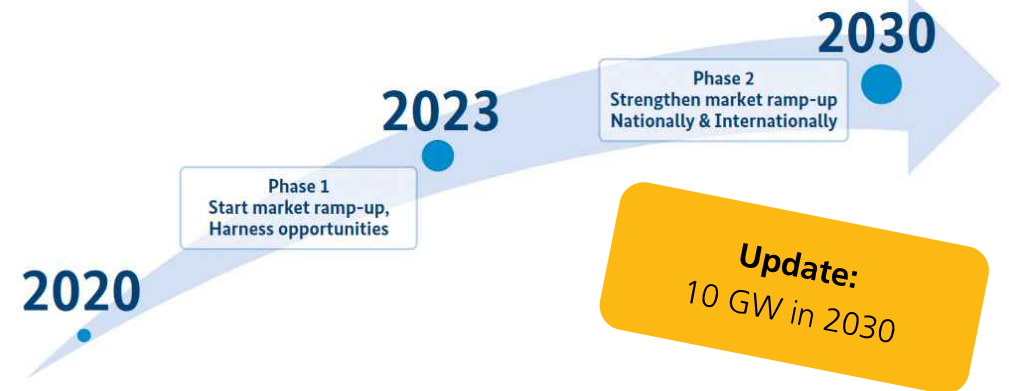 2020
Phase 1
Start market ramp-up,
Harness opportunities
2023
Phase 2
Strengthen market ramp-up
Nationally & Internationally
2030
Update:
10 GW in 2030